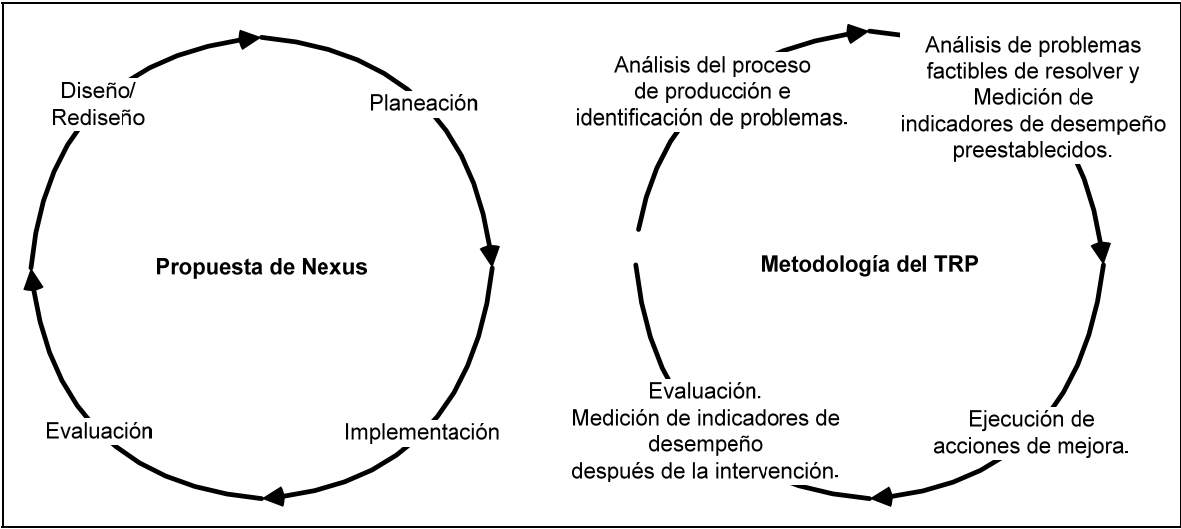 Diseño/
Rediseño
Planeación
Propuesta de Nexus
Evaluación
Implementación
Análisis del proceso
de producción e
identificación de problemas.
Análisis de problemas
factibles de resolver y
Medición de
indicadores de desempeño
preestablecidos.
Metodología del TRP
Evaluación.
Medición de indicadores de
desempeño
después de la intervención.
Ejecución de
acciones de mejora.